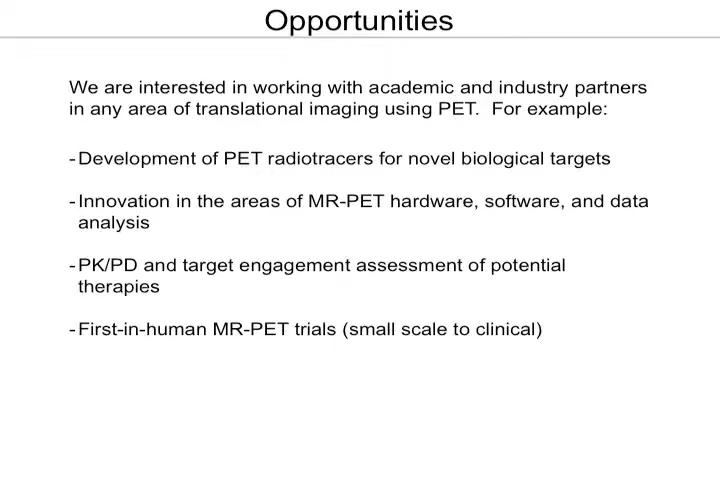 Opportunities
We are interested in working with academic and industry partners
in any area of translational imaging using PET.  For example:
-Development of PET radiotracers for novel biological targets
-Innovation in the areas of MR-PET hardware, software, and data
analysis
-PK/PD and target engagement assessment of potential
therapies
-First-in-human MR-PET trials (small scale to clinical)